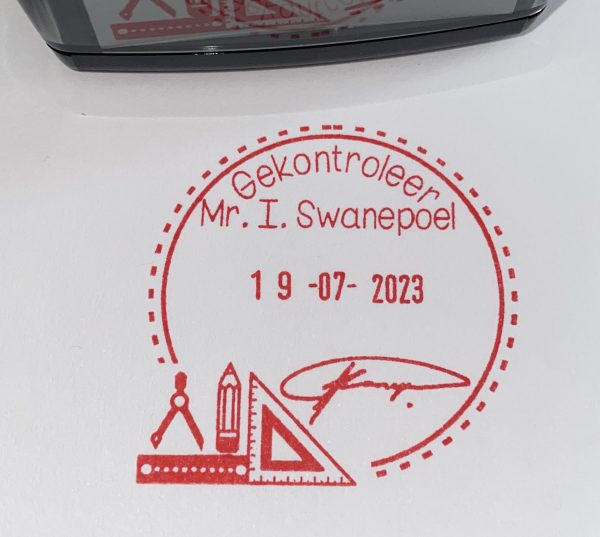 Gekontroleer
Mr. I. Swanepoel
19-07-2023